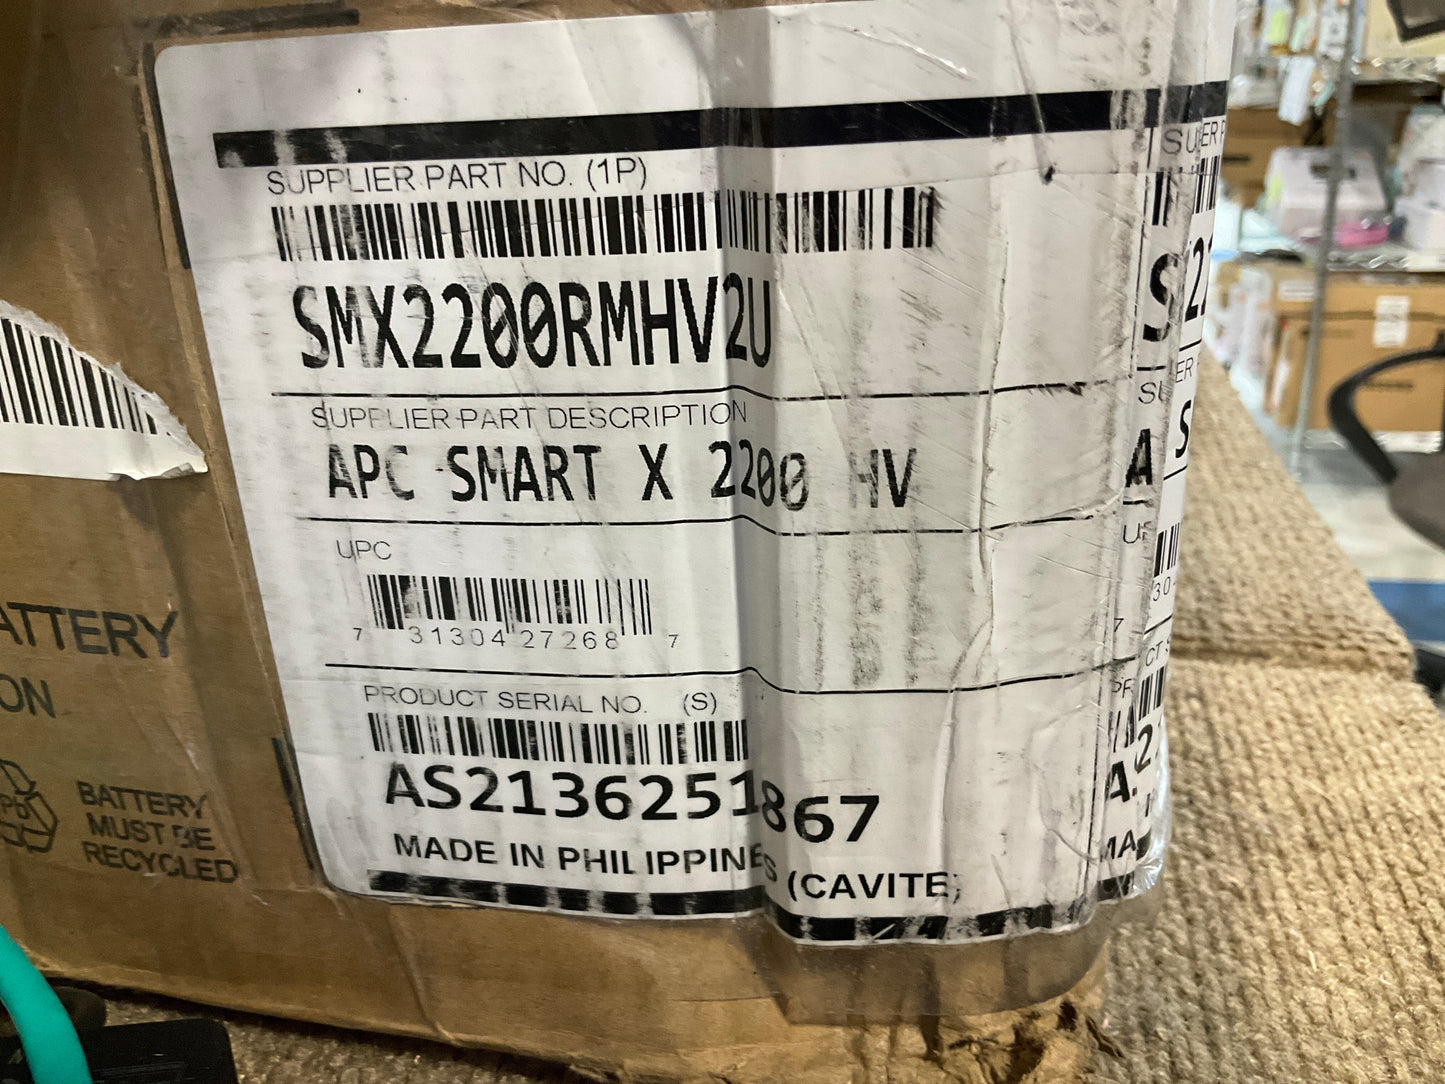 SUPPLIER PART NO. (1P)
SMX2200RMHV2U
SUPPLIER PART DESCRIPTION
APC SMART X 2200 HV
UPC
7 31304 27268 7
PRODUCT SERIAL NO. (S)
AS2136251867
MADE IN PHILIPPINES (CAVITE)
ATTERY
ON
BATTERY
MUST BE
RECYCLED